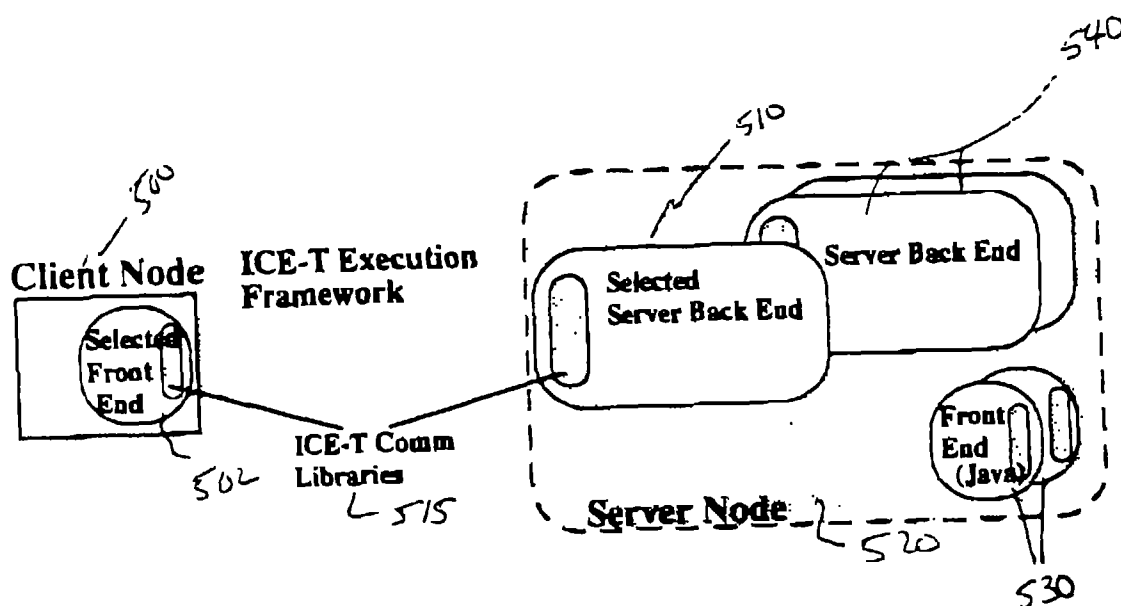 540
510
500
Client Node
ICE-T Execution
Framework
Server Back End
Selected
Server Back End
Selected
Front
End
Front
End
(Java)
ICE-T Comm
Libraries
502
515
Server Node
520
530